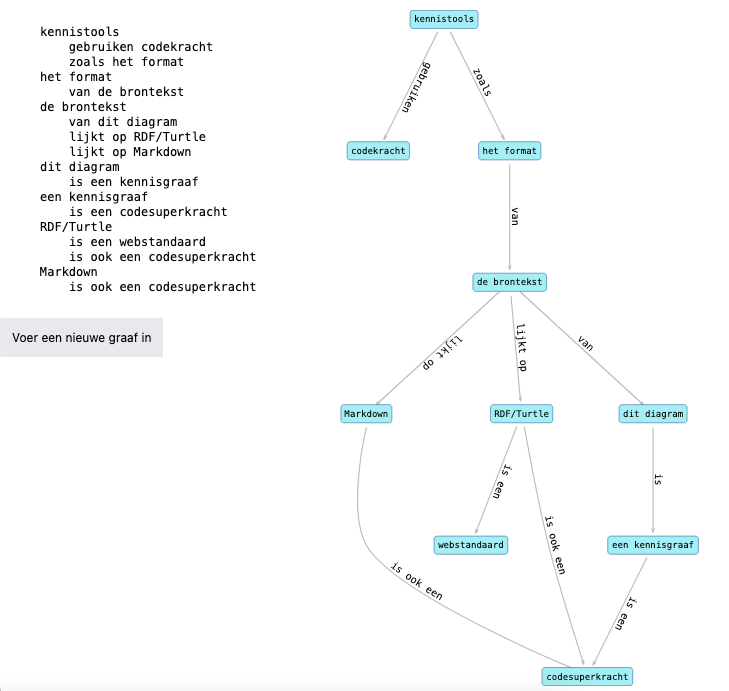 kennistools
    gebruiken codekracht
    zoals het format
het format
    van de brontekst
de brontekst
    van dit diagram
    lijkt op RDF/Turtle
    lijkt op Markdown
dit diagram
    is een kennisgraaf
een kennisgraaf
    is een codesuperkracht
RDF/Turtle
    is een webstandaard
    is ook een codesuperkracht
Markdown
    is ook een codesuperkracht
Voer een nieuwe graaf in
kennistools
gebruiken
zoals
codekracht
het format
van
de brontekst
lijkt op
lijkt op
van
Markdown
RDF/Turtle
dit diagram
is een
is
webstandaard
een kennisgraaf
is ook een
is ook een
is een
codesuperkracht